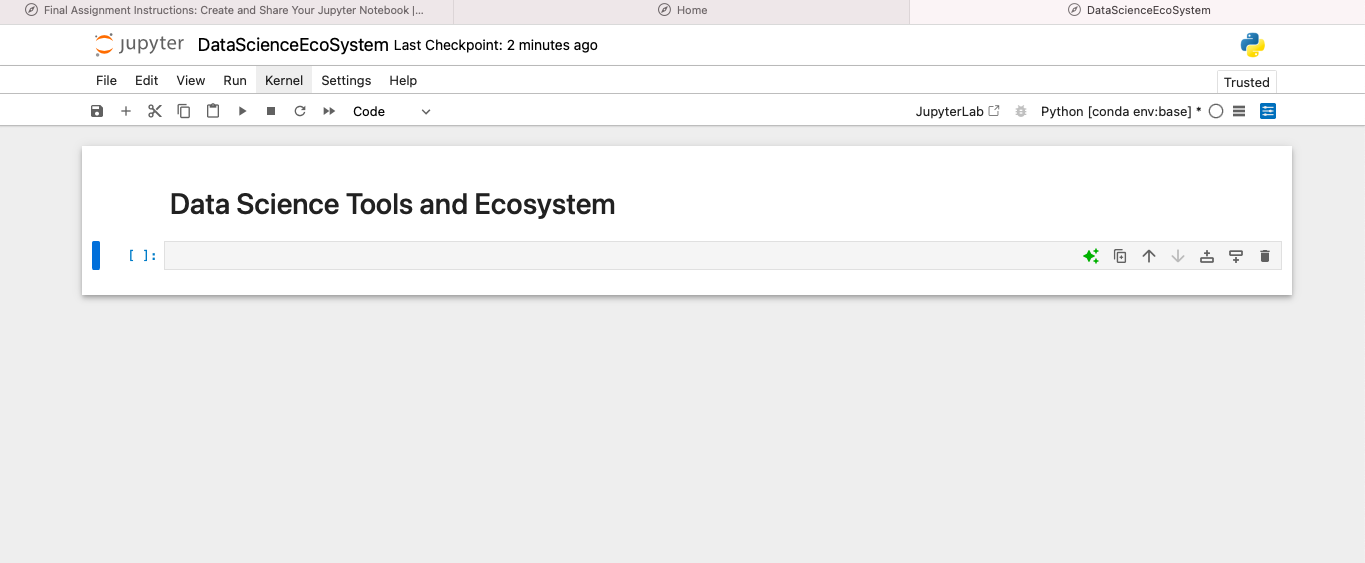 Final Assignment Instructions: Create and Share Your Jupyter Notebook |... Home DataScienceEcoSystem
jupyter DataScienceEcoSystem Last Checkpoint: 2 minutes ago
File Edit View Run Kernel Settings Help Trusted
Code JupyterLab Python [conda env:base] *
Data Science Tools and Ecosystem
[ ]: